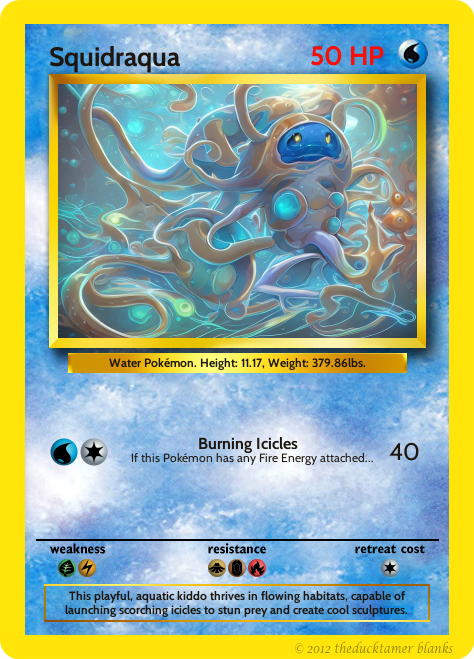 Squidraqua 50 HP
Water Pokémon. Height: 11.17, Weight: 379.86lbs.
Burning Icicles
If this Pokémon has any Fire Energy attached... 40
weakness resistance retreat cost
This playful, aquatic kiddo thrives in flowing habitats, capable of
launching scorching icicles to stun prey and create cool sculptures.
© 2012 theducktamer blanks